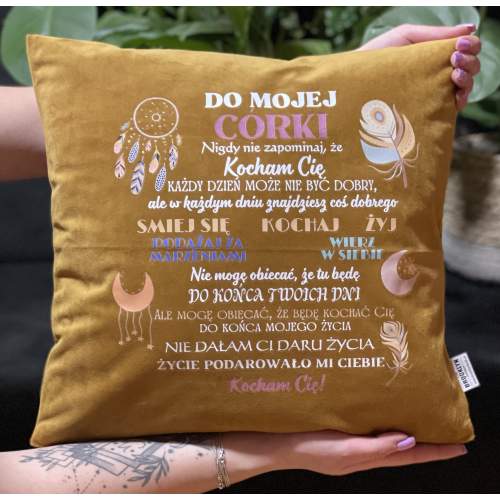 DO MOJEJ
CÓRKI
Nigdy nie zapominaj, że
Kocham Cię
KAŻDY DZIEŃ MOŻE NIE BYĆ DOBRY,
ale w każdym dniu znajdziesz coś dobrego
SMIEJ SIĘ KOCHAJ ŻYJ
PODĄŻAJ ZA MARZENIAMI
WIERZ W SIEBIE
Nie mogę obiecać, że tu będę
DO KOŃCA TWOICH DNI
ALE MOGĘ OBIECAĆ, ŻE BĘDĘ KOCHAĆ CIĘ
DO KOŃCA MOJEGO ŻYCIA
NIE DAŁAM CI DARU ŻYCIA
ŻYCIE PODAROWAŁO MI CIEBIE
Kocham Cię!